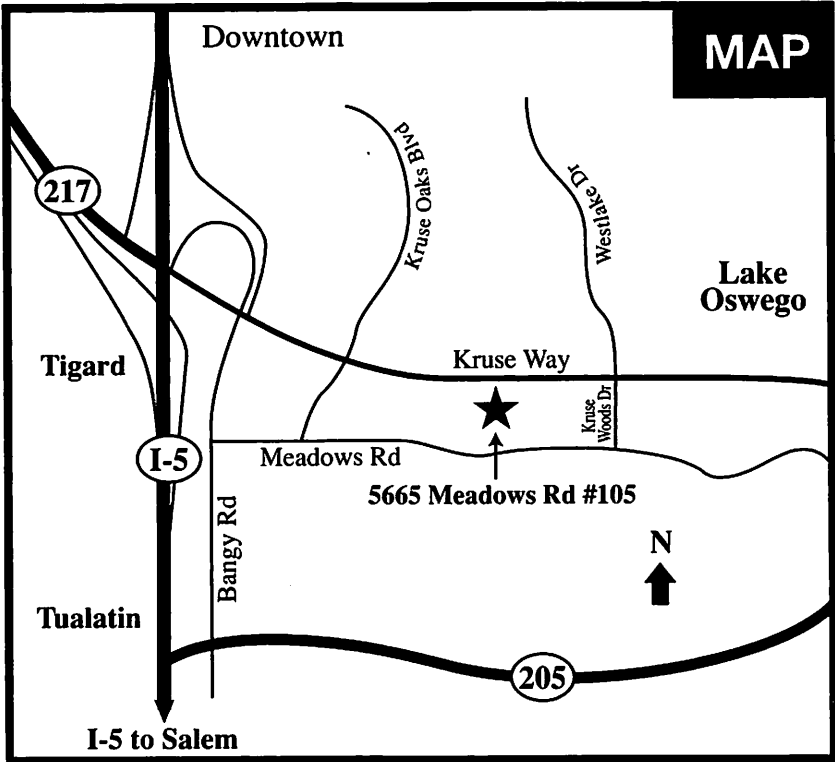 Downtown
MAP
217
Kruse Oaks Blvd
Westlake Dr
Lake
Oswego
Tigard
Kruse Way
Kruse
Woods Dr
I-5
Meadows Rd
5665 Meadows Rd #105
Bangy Rd
N
Tualatin
205
I-5 to Salem